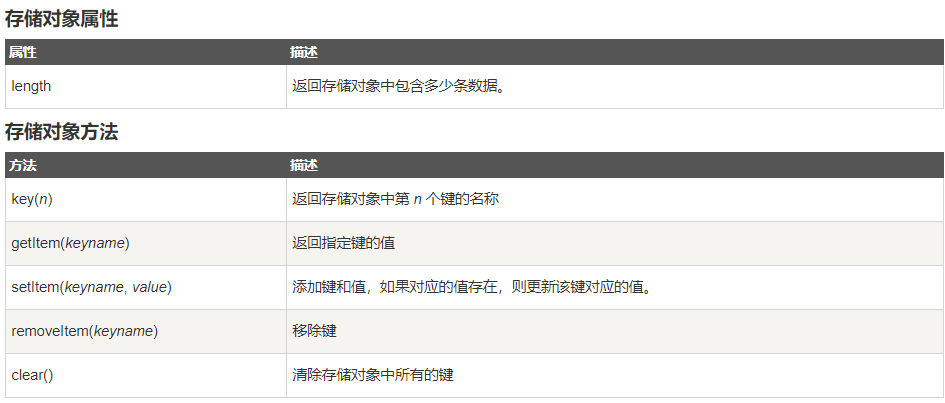 存储对象属性
属性 描述
length 返回存储对象中包含多少条数据。
存储对象方法
方法 描述
key(n) 返回存储对象中第 n 个键的名称
getItem(keyname) 返回指定键的值
setItem(keyname, value) 添加键和值，如果对应的值存在，则更新该键对应的值。
removeItem(keyname) 移除键
clear() 清除存储对象中所有的键